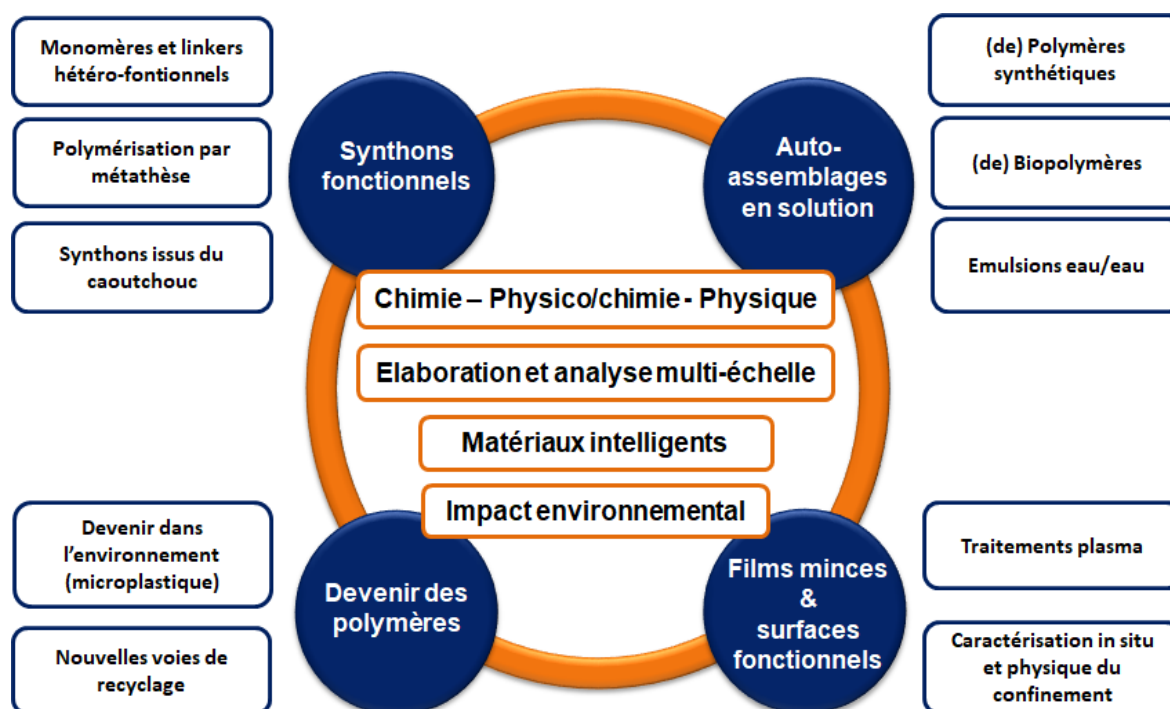 Monomères et linkers
hétéro-fontionnels
Polymérisation par
métathèse
Synthons issus du
caoutchouc
Synthons
fonctionnels
Auto-
assemblages
en solution
(de) Polymères
synthétiques
(de) Biopolymères
Emulsions eau/eau
Chimie – Physico/chimie - Physique
Elaboration et analyse multi-échelle
Matériaux intelligents
Impact environnemental
Devenir dans
l'environnement
(microplastique)
Nouvelles voies de
recyclage
Devenir des
polymères
Films minces
&
surfaces
fonctionnels
Traitements plasma
Caractérisation in situ
et physique du
confinement